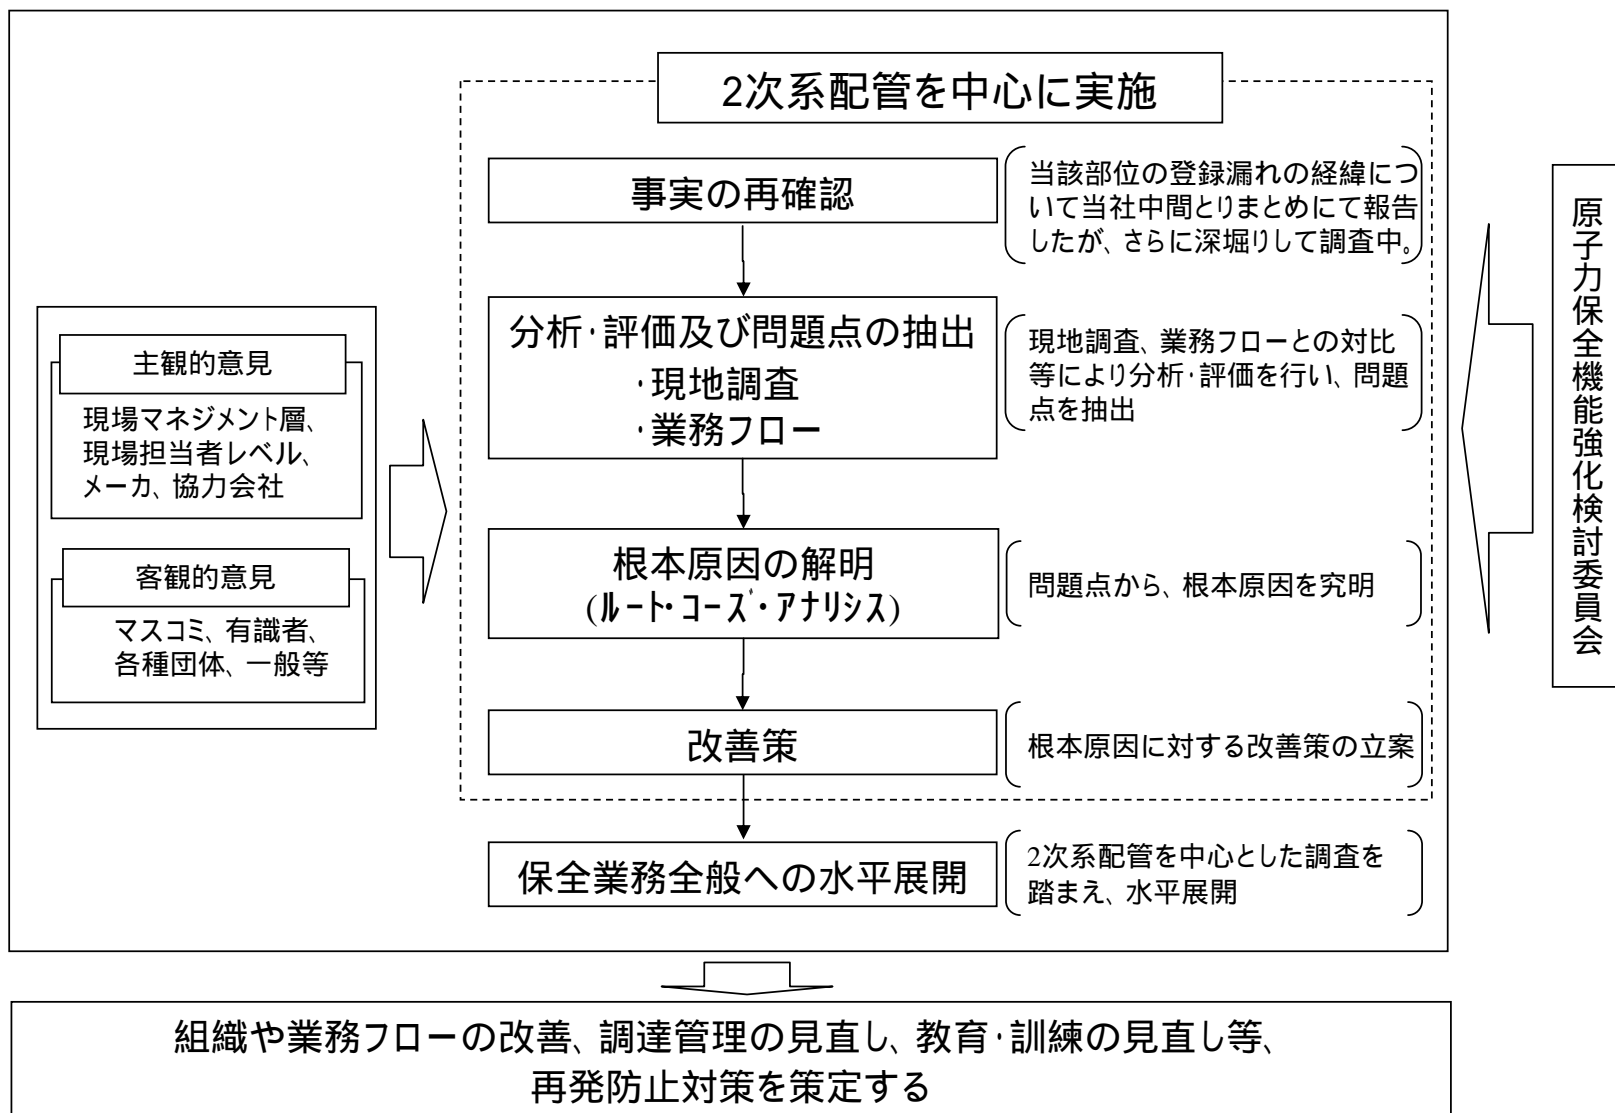 2次系配管を中心に実施
事実の再確認
当該部位の登録漏れの経緯につ
いて当社中間とりまとめにて報告
したが、さらに深堀りして調査中。
分析・評価及び問題点の抽出
・現地調査
・業務フロー
現地調査、業務フローとの対比
等により分析・評価を行い、問題
点を抽出
根本原因の解明
(ルート・コーズ・アナリシス)
問題点から、根本原因を究明
改善策
根本原因に対する改善策の立案
保全業務全般への水平展開
2次系配管を中心とした調査を
踏まえ、水平展開
主観的意見
現場マネジメント層、
現場担当者レベル、
メーカ、協力会社
客観的意見
マスコミ、有識者、
各種団体、一般等
原子力保全機能強化検討委員会
組織や業務フローの改善、調達管理の見直し、教育・訓練の見直し等、
再発防止対策を策定する